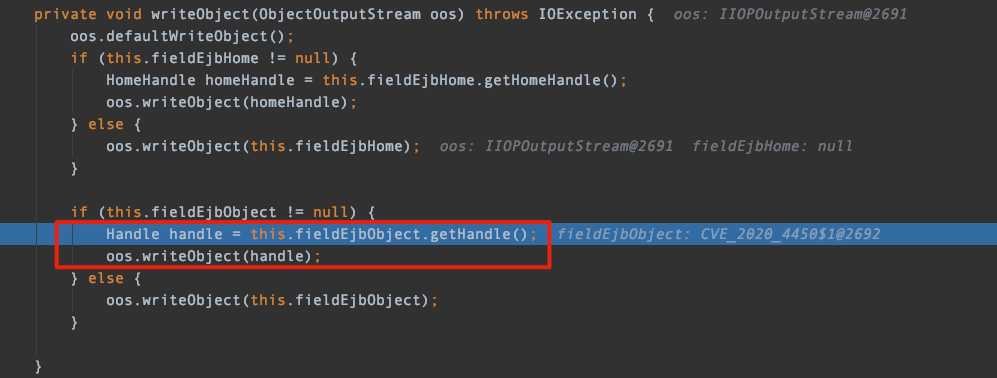 private void writeObject(ObjectOutputStream oos) throws IOException {  oos: IIOPOutputStream@2691
    oos.defaultWriteObject();
    if (this.fieldEjbHome != null) {
        HomeHandle homeHandle = this.fieldEjbHome.getHomeHandle();
        oos.writeObject(homeHandle);
    } else {
        oos.writeObject(this.fieldEjbHome);  oos: IIOPOutputStream@2691  fieldEjbHome: null
    }
    if (this.fieldEjbObject != null) {
        Handle handle = this.fieldEjbObject.getHandle();  fieldEjbObject: CVE_2020_4450$1@2692
        oos.writeObject(handle);
    } else {
        oos.writeObject(this.fieldEjbObject);
    }
}